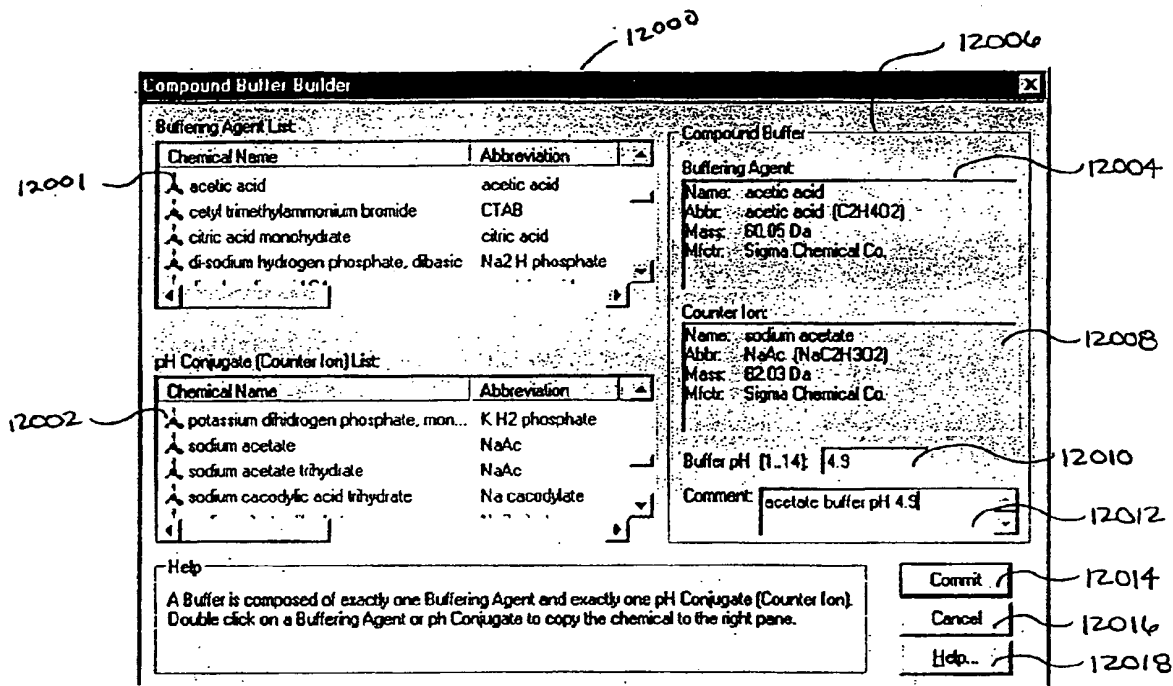 12000
12006
Compound Buffer Builder
Buffering Agent List:
Chemical Name Abbreviation
12001
acetic acid acetic acid
cetyl trimethylammonium bromide CTAB
citric acid monohydrate citric acid
di-sodium hydrogen phosphate, dibasic Na2 H phosphate
pH Conjugate (Counter Ion) List:
Chemical Name Abbreviation
12002
potassium dihidrogen phosphate, mon... K H2 phosphate
sodium acetate NaAc
sodium acetate trihydrate NaAc
sodium cacodylic acid trihydrate Na cacodylate
Compound Buffer
Buffering Agent:
12004
Name: acetic acid
Abbr: acetic acid (C2H4O2)
Mass: 60.05 Da
Mfctr: Sigma Chemical Co.
Counter Ion:
Name: sodium acetate
12008
Abbr: NaAc (NaC2H3O2)
Mass: 82.03 Da
Mfctr: Sigma Chemical Co.
Buffer pH (1..14): 4.9
12010
Comment: acetate buffer pH 4.9
12012
Help
A Buffer is composed of exactly one Buffering Agent and exactly one pH Conjugate (Counter Ion).
Double click on a Buffering Agent or ph Conjugate to copy the chemical to the right pane.
Commit
12014
Cancel
12016
Help...
12018